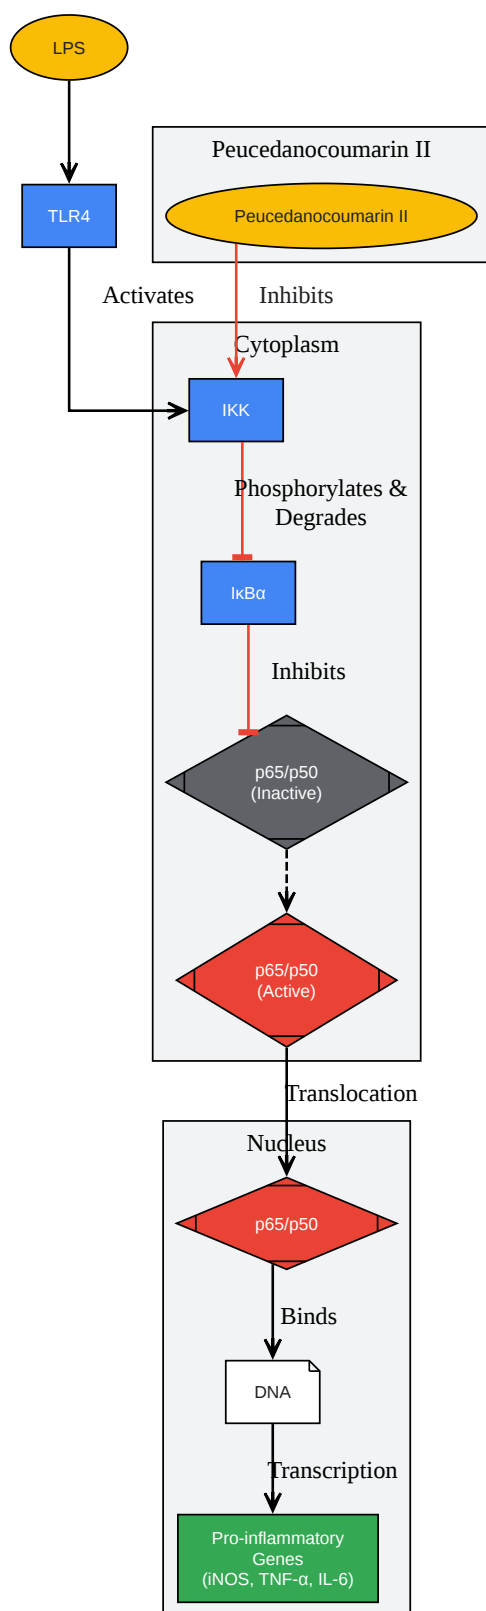 LPS
Peucedanocoumarin II
TLR4
Peucedanocoumarin II
Activates
Inhibits
Cytoplasm
IKK
Phosphorylates &
Degrades
IκBα
Inhibits
p65/p50
(Inactive)
p65/p50
(Active)
Translocation
Nucleus
p65/p50
Binds
DNA
Transcription
Pro-inflammatory
Genes
(iNOS, TNF-α, IL-6)